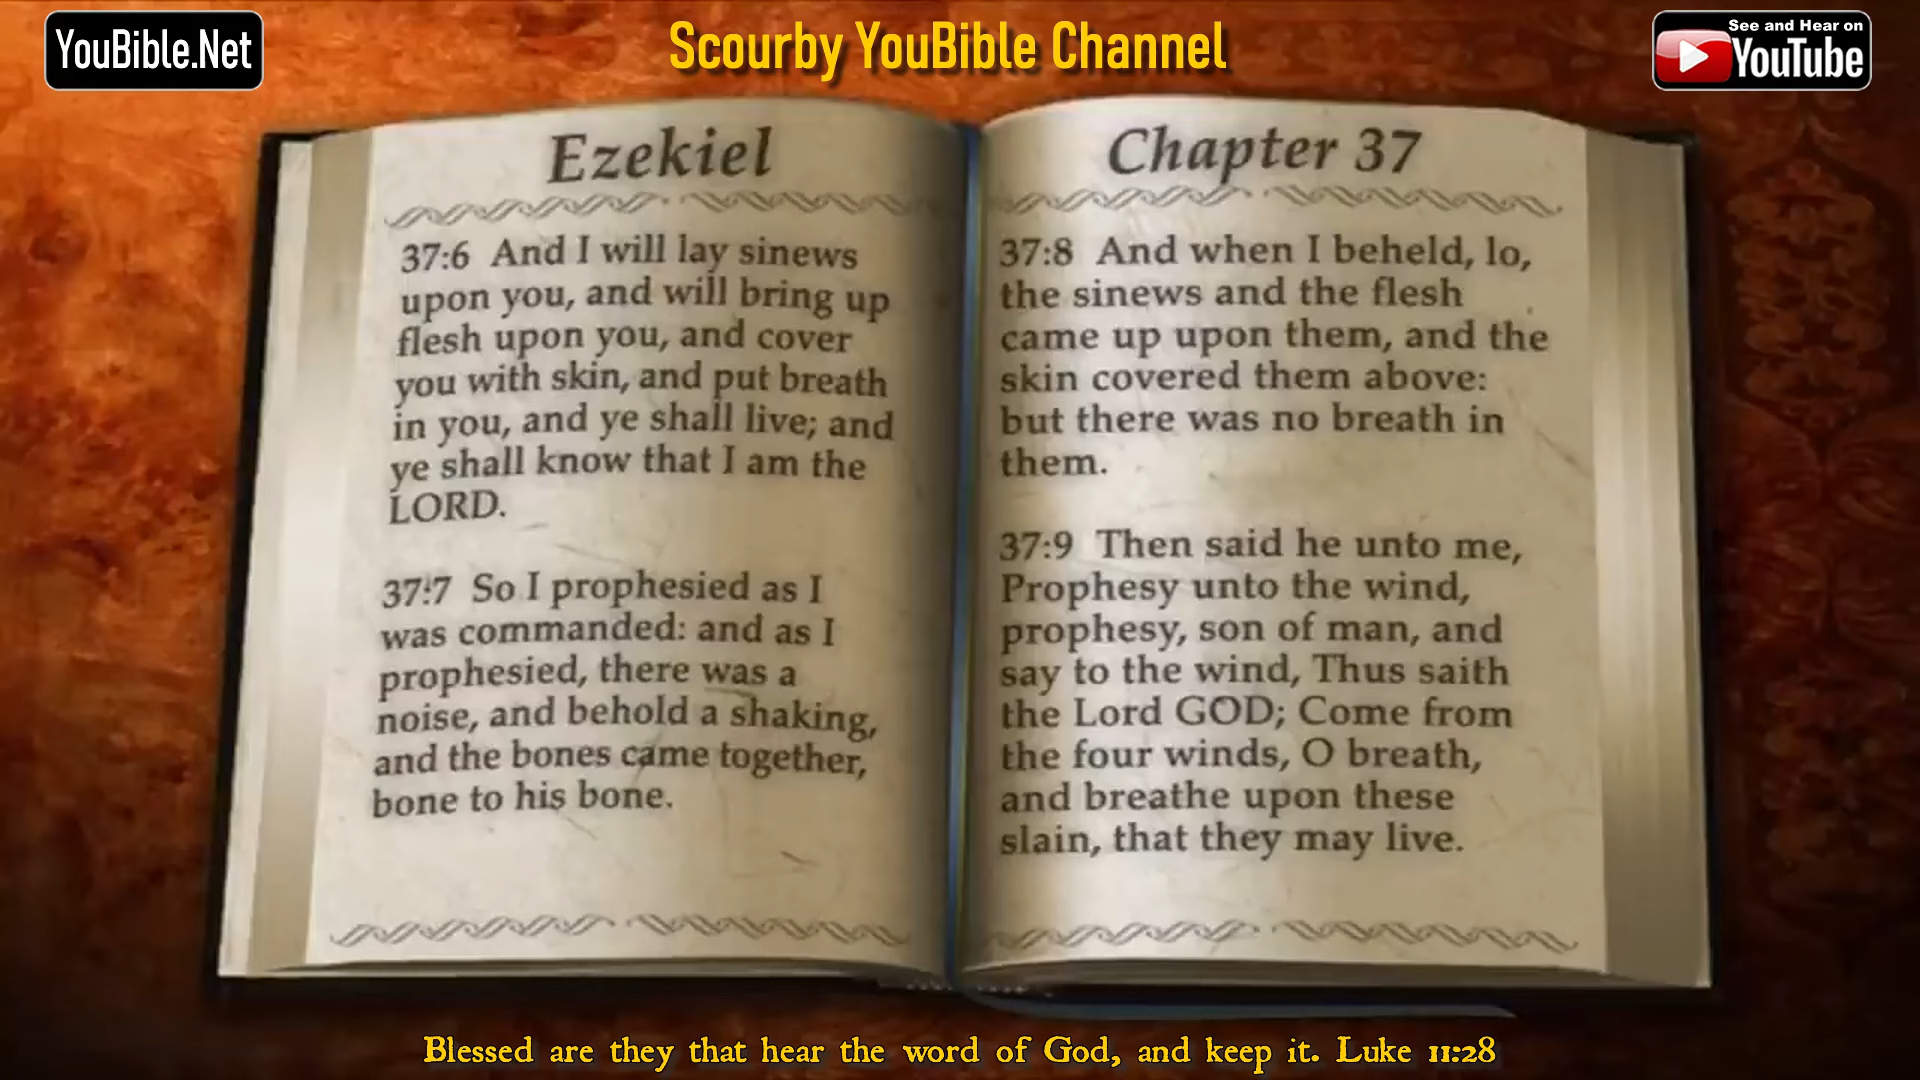 YouBible.Net
Scourby YouBible Channel
See and Hear on
YouTube
Ezekiel
37:6 And I will lay sinews
upon you, and will bring up
flesh upon you, and cover
you with skin, and put breath
in you, and ye shall live; and
ye shall know that I am the
LORD.
37:7 So I prophesied as I
was commanded: and as I
prophesied, there was a
noise, and behold a shaking,
and the bones came together,
bone to his bone.
Chapter 37
37:8 And when I beheld, lo,
the sinews and the flesh
came up upon them, and the
skin covered them above:
but there was no breath in
them.
37:9 Then said he unto me,
Prophesy unto the wind,
prophesy, son of man, and
say to the wind, Thus saith
the Lord GOD; Come from
the four winds, O breath,
and breathe upon these
slain, that they may live.
Blessed are they that hear the word of God, and keep it. Luke 11:28